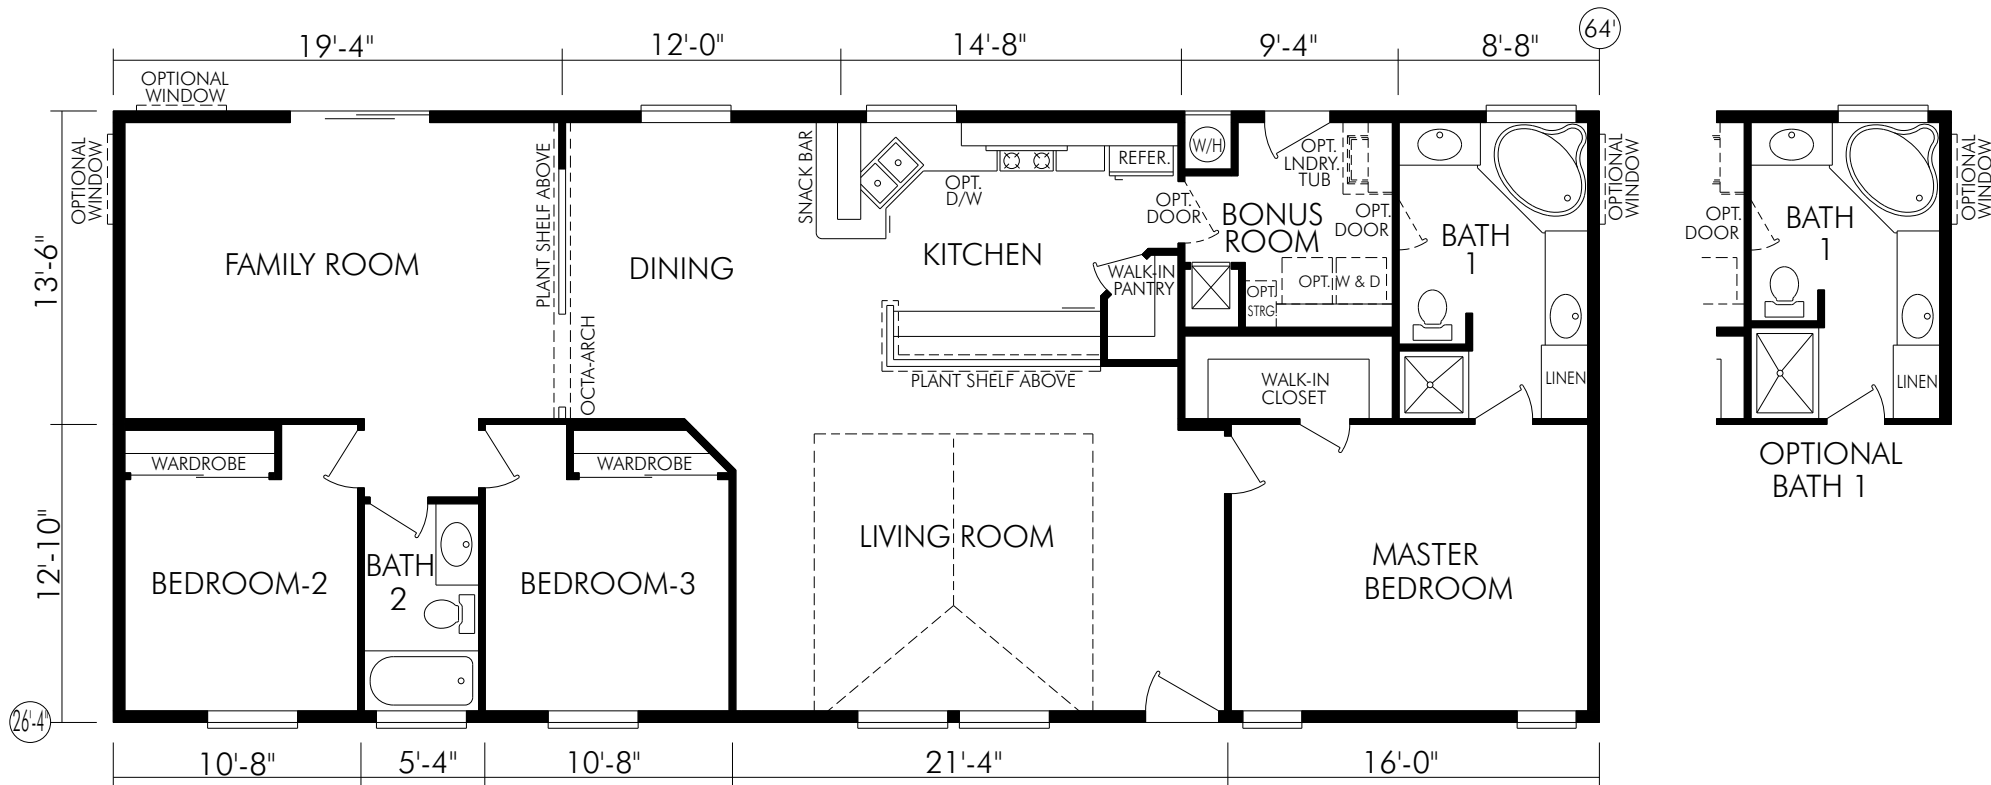 64'
19'-4"
12'-0"
14'-8"
9'-4"
8'-8"
OPTIONAL
WINDOW
OPTIONAL
WINDOW
13'-6"
12'-10"
26'-4"
FAMILY ROOM
PLANT SHELF ABOVE
OCTA-ARCH
DINING
SNACK BAR
OPT.
D/W
REFER.
KITCHEN
WALK-IN
PANTRY
PLANT SHELF ABOVE
W/H
OPT.
LNDRY.
TUB
OPT.
DOOR
BONUS
ROOM
OPT.
DOOR
OPT.
STRG.
OPT. W & D
BATH
1
LINEN
OPTIONAL
WINDOW
WALK-IN
CLOSET
WARDROBE
BEDROOM-2
BATH
2
WARDROBE
BEDROOM-3
LIVING ROOM
MASTER
BEDROOM
10'-8"
5'-4"
10'-8"
21'-4"
16'-0"
OPT.
DOOR
BATH
1
LINEN
OPTIONAL
WINDOW
OPTIONAL
BATH 1